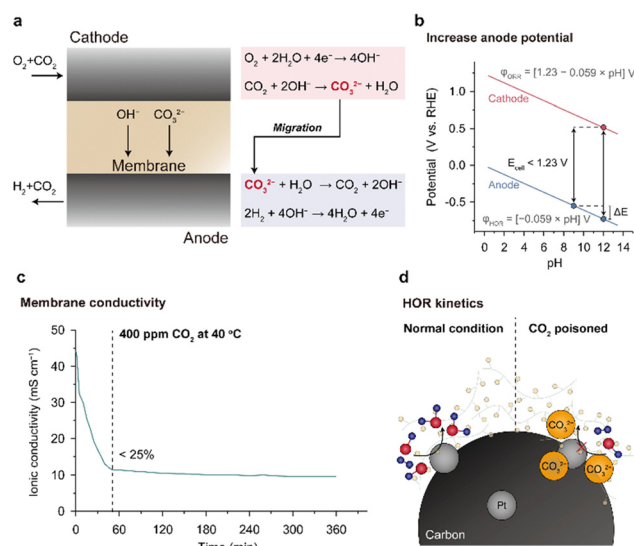 a
Cathode
O₂+CO₂
OH⁻
CO₃²⁻
Membrane
H₂+CO₂
Anode
O₂ + 2H₂O + 4e⁻ → 4OH⁻
CO₂ + 2OH⁻ → CO₃²⁻ + H₂O
Migration
CO₃²⁻ + H₂O → CO₂ + 2OH⁻
2H₂ + 4OH⁻ → 4H₂O + 4e⁻
b
Increase anode potential
φOER = [1.23 − 0.059 × pH] V
Cathode
Ecell < 1.23 V
Anode
ΔE
φHOR = [−0.059 × pH] V
Potential (V vs. RHE)
1.0
0.5
0.0
-0.5
0 2 4 6 8 10 12 14
pH
c
Membrane conductivity
400 ppm CO₂ at 40 °C
< 25%
Ionic conductivity (mS cm⁻¹)
50
40
30
20
10
0
0 60 120 180 240 300 360
Time (min)
d
HOR kinetics
Normal condition
CO₂ poisoned
CO₃²⁻
CO₃²⁻
CO₃²⁻
Pt
Carbon